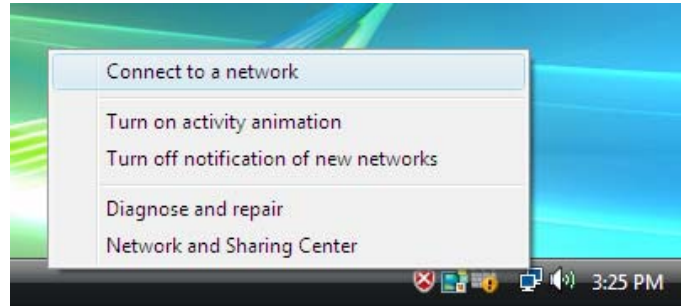 Connect to a network
Turn on activity animation
Turn off notification of new networks
Diagnose and repair
Network and Sharing Center
3:25 PM